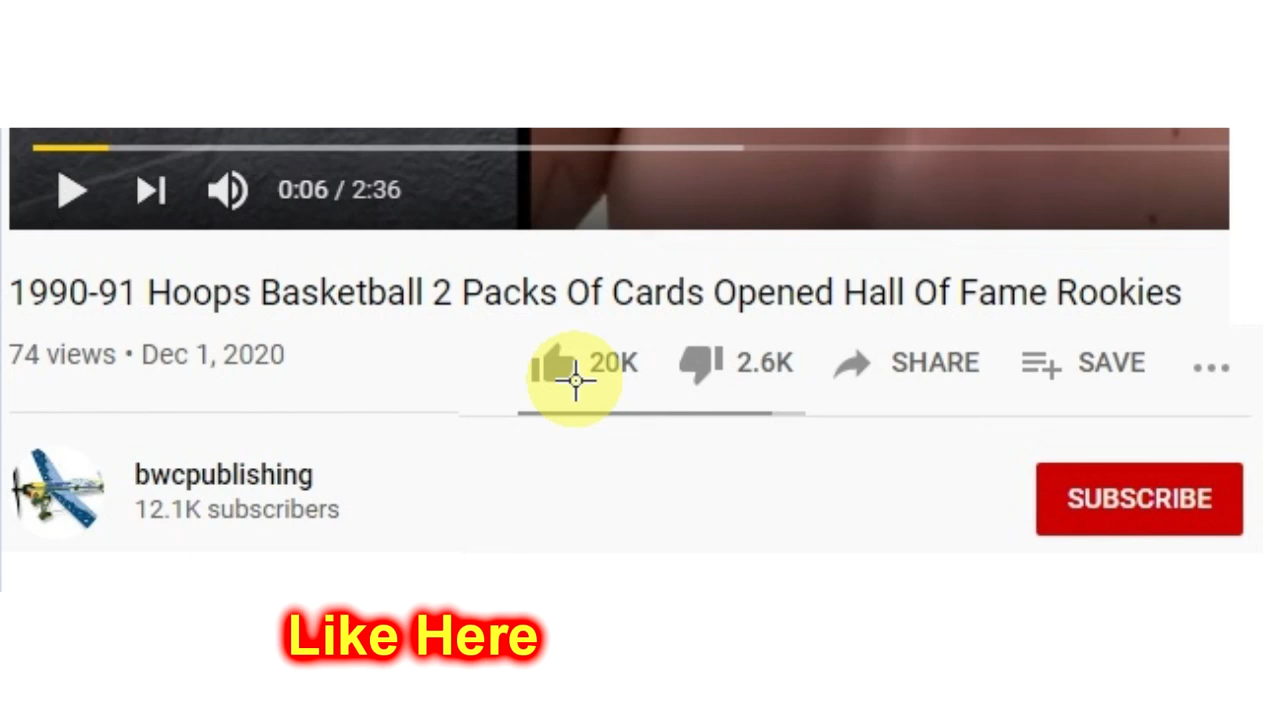 0:06 / 2:36
1990-91 Hoops Basketball 2 Packs Of Cards Opened Hall Of Fame Rookies
74 views • Dec 1, 2020
20K 2.6K SHARE SAVE
bwcpublishing
12.1K subscribers
SUBSCRIBE
Like Here